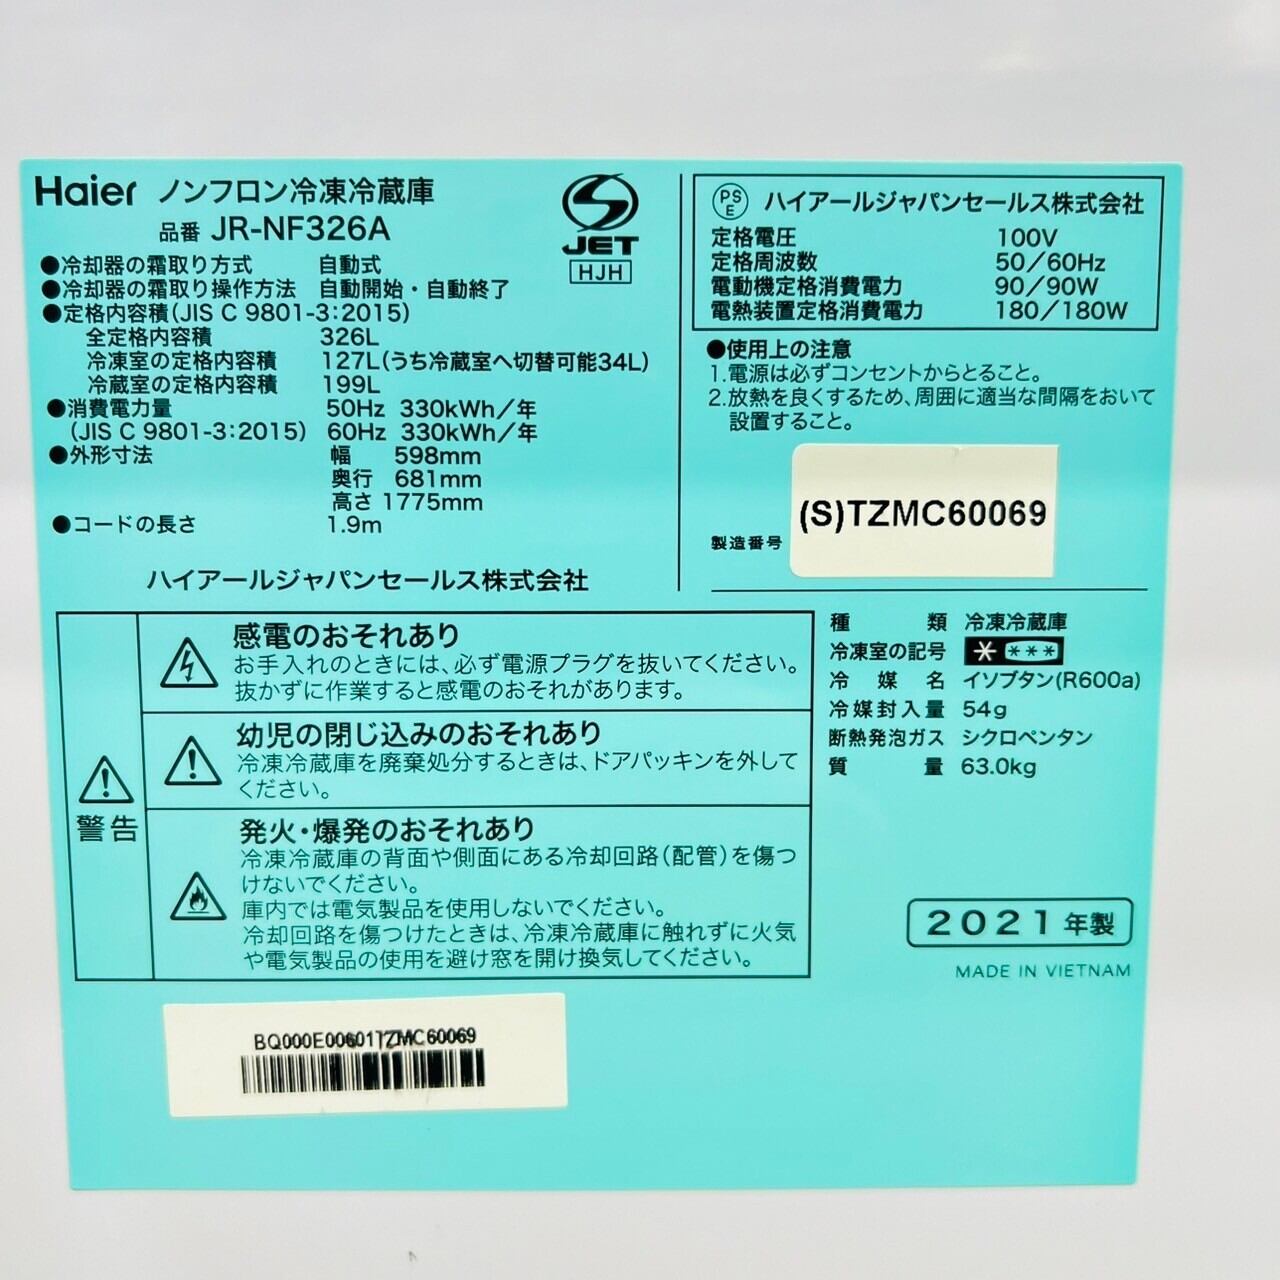 Haier ノンフロン冷凍冷蔵庫
品番 JR-NF326A
JET
HJH
●冷却器の霜取り方式 自動式
●冷却器の霜取り操作方法 自動開始・自動終了
●定格内容積(JIS C 9801-3:2015)
全定格内容積 326L
冷凍室の定格内容積 127L(うち冷蔵室へ切替可能34L)
冷蔵室の定格内容積 199L
●消費電力量 50Hz 330kWh/年
(JIS C 9801-3:2015) 60Hz 330kWh/年
●外形寸法 幅 598mm
奥行 681mm
高さ 1775mm
●コードの長さ 1.9m
ハイアールジャパンセールス株式会社
PSE ハイアールジャパンセールス株式会社
定格電圧 100V
定格周波数 50/60Hz
電動機定格消費電力 90/90W
電熱装置定格消費電力 180/180W
●使用上の注意
1.電源は必ずコンセントからとること。
2.放熱を良くするため、周囲に適当な間隔をおいて
設置すること。
製造番号 (S)TZMC60069
警告
感電のおそれあり
お手入れのときには、必ず電源プラグを抜いてください。
抜かずに作業すると感電のおそれがあります。
幼児の閉じ込みのおそれあり
冷凍冷蔵庫を廃棄処分するときは、ドアパッキンを外して
ください。
発火・爆発のおそれあり
冷凍冷蔵庫の背面や側面にある冷却回路(配管)を傷つ
けないでください。
庫内では電気製品を使用しないでください。
冷却回路を傷つけたときは、冷凍冷蔵庫に触れずに火気
や電気製品の使用を避け窓を開け換気してください。
種類 冷凍冷蔵庫
冷凍室の記号 * ***
冷媒名 イソブタン(R600a)
冷媒封入量 54g
断熱発泡ガス シクロペンタン
質量 63.0kg
2021年製
MADE IN VIETNAM
BQ000E00601TZMC60069